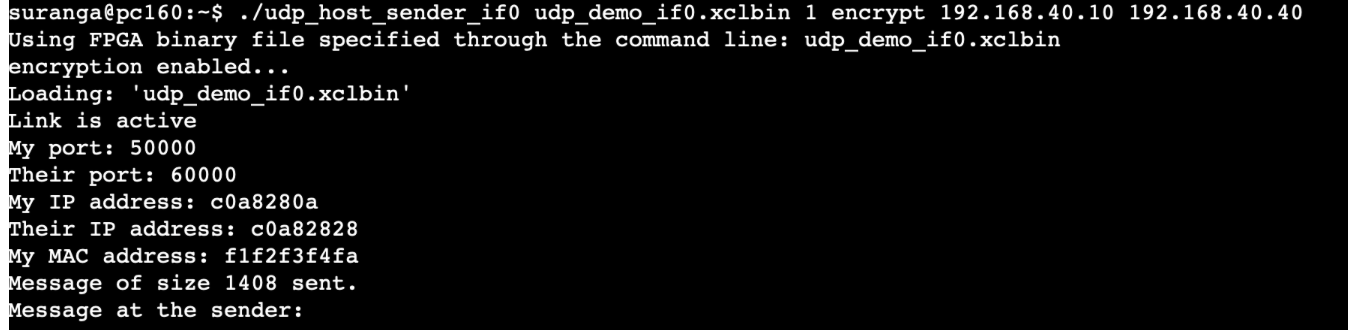 suranga@pc160:~$ ./udp_host_sender_if0 udp_demo_if0.xclbin 1 encrypt 192.168.40.10 192.168.40.40
Using FPGA binary file specified through the command line: udp_demo_if0.xclbin
encryption enabled...
Loading: 'udp_demo_if0.xclbin'
Link is active
My port: 50000
Their port: 60000
My IP address: c0a8280a
Their IP address: c0a82828
My MAC address: f1f2f3f4fa
Message of size 1408 sent.
Message at the sender: